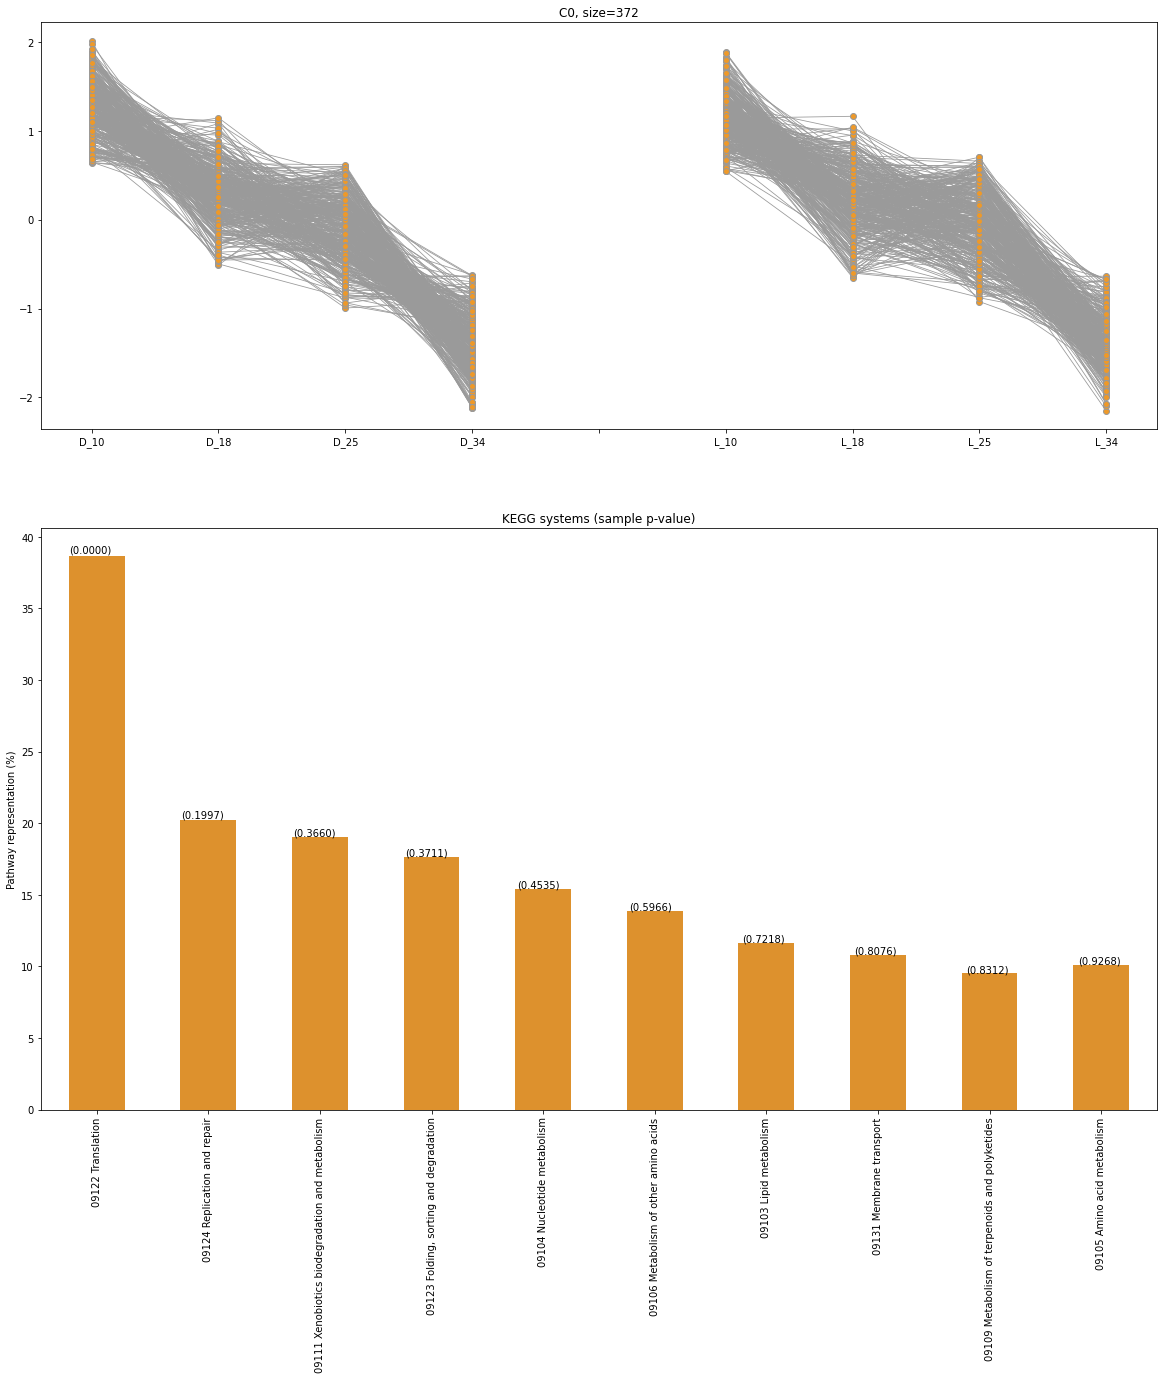 C0, size=372
2
1
0
−1
−2
D_10 D_18 D_25 D_34 L_10 L_18 L_25 L_34
KEGG systems (sample p-value)
Pathway representation (%)
40
35
30
25
20
15
10
5
0
(0.0000)
(0.1997)
(0.3660)
(0.3711)
(0.4535)
(0.5966)
(0.7218)
(0.8076)
(0.8312)
(0.9268)
09122 Translation
09124 Replication and repair
09111 Xenobiotics biodegradation and metabolism
09123 Folding, sorting and degradation
09104 Nucleotide metabolism
09106 Metabolism of other amino acids
09103 Lipid metabolism
09131 Membrane transport
09109 Metabolism of terpenoids and polyketides
09105 Amino acid metabolism